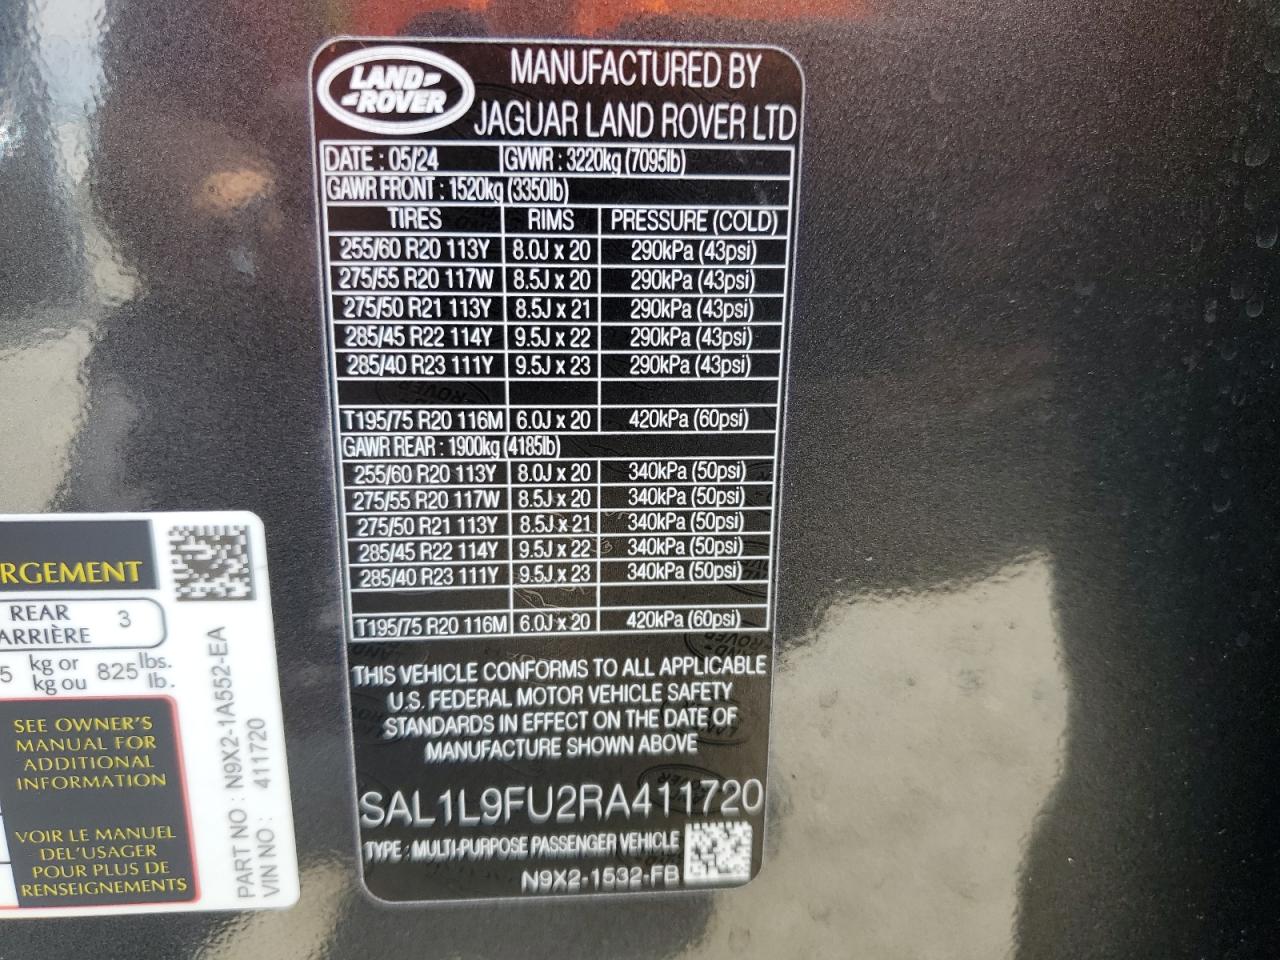 LAND ROVER
MANUFACTURED BY
JAGUAR LAND ROVER LTD
DATE : 05/24 GVWR : 3220kg (7095lb)
GAWR FRONT : 1520kg (3350lb)
TIRES RIMS PRESSURE (COLD)
255/60 R20 113Y 8.0J x 20 290kPa (43psi)
275/55 R20 117W 8.5J x 20 290kPa (43psi)
275/50 R21 113Y 8.5J x 21 290kPa (43psi)
285/45 R22 114Y 9.5J x 22 290kPa (43psi)
285/40 R23 111Y 9.5J x 23 290kPa (43psi)
T195/75 R20 116M 6.0J x 20 420kPa (60psi)
GAWR REAR : 1900kg (4185lb)
255/60 R20 113Y 8.0J x 20 340kPa (50psi)
275/55 R20 117W 8.5J x 20 340kPa (50psi)
275/50 R21 113Y 8.5J x 21 340kPa (50psi)
285/45 R22 114Y 9.5J x 22 340kPa (50psi)
285/40 R23 111Y 9.5J x 23 340kPa (50psi)
T195/75 R20 116M 6.0J x 20 420kPa (60psi)
THIS VEHICLE CONFORMS TO ALL APPLICABLE
U.S. FEDERAL MOTOR VEHICLE SAFETY
STANDARDS IN EFFECT ON THE DATE OF
MANUFACTURE SHOWN ABOVE
SAL1L9FU2RA411720
TYPE : MULTI-PURPOSE PASSENGER VEHICLE
N9X2-1532-FB
RGEMENT
REAR 3
ARRIÈRE
5 kg or 825 lbs.
kg ou lb.
SEE OWNER'S
MANUAL FOR
ADDITIONAL
INFORMATION
VOIR LE MANUEL
DEL'USAGER
POUR PLUS DE
RENSEIGNEMENTS
PART NO : N9X2-1A552-EA
VIN NO : 411720